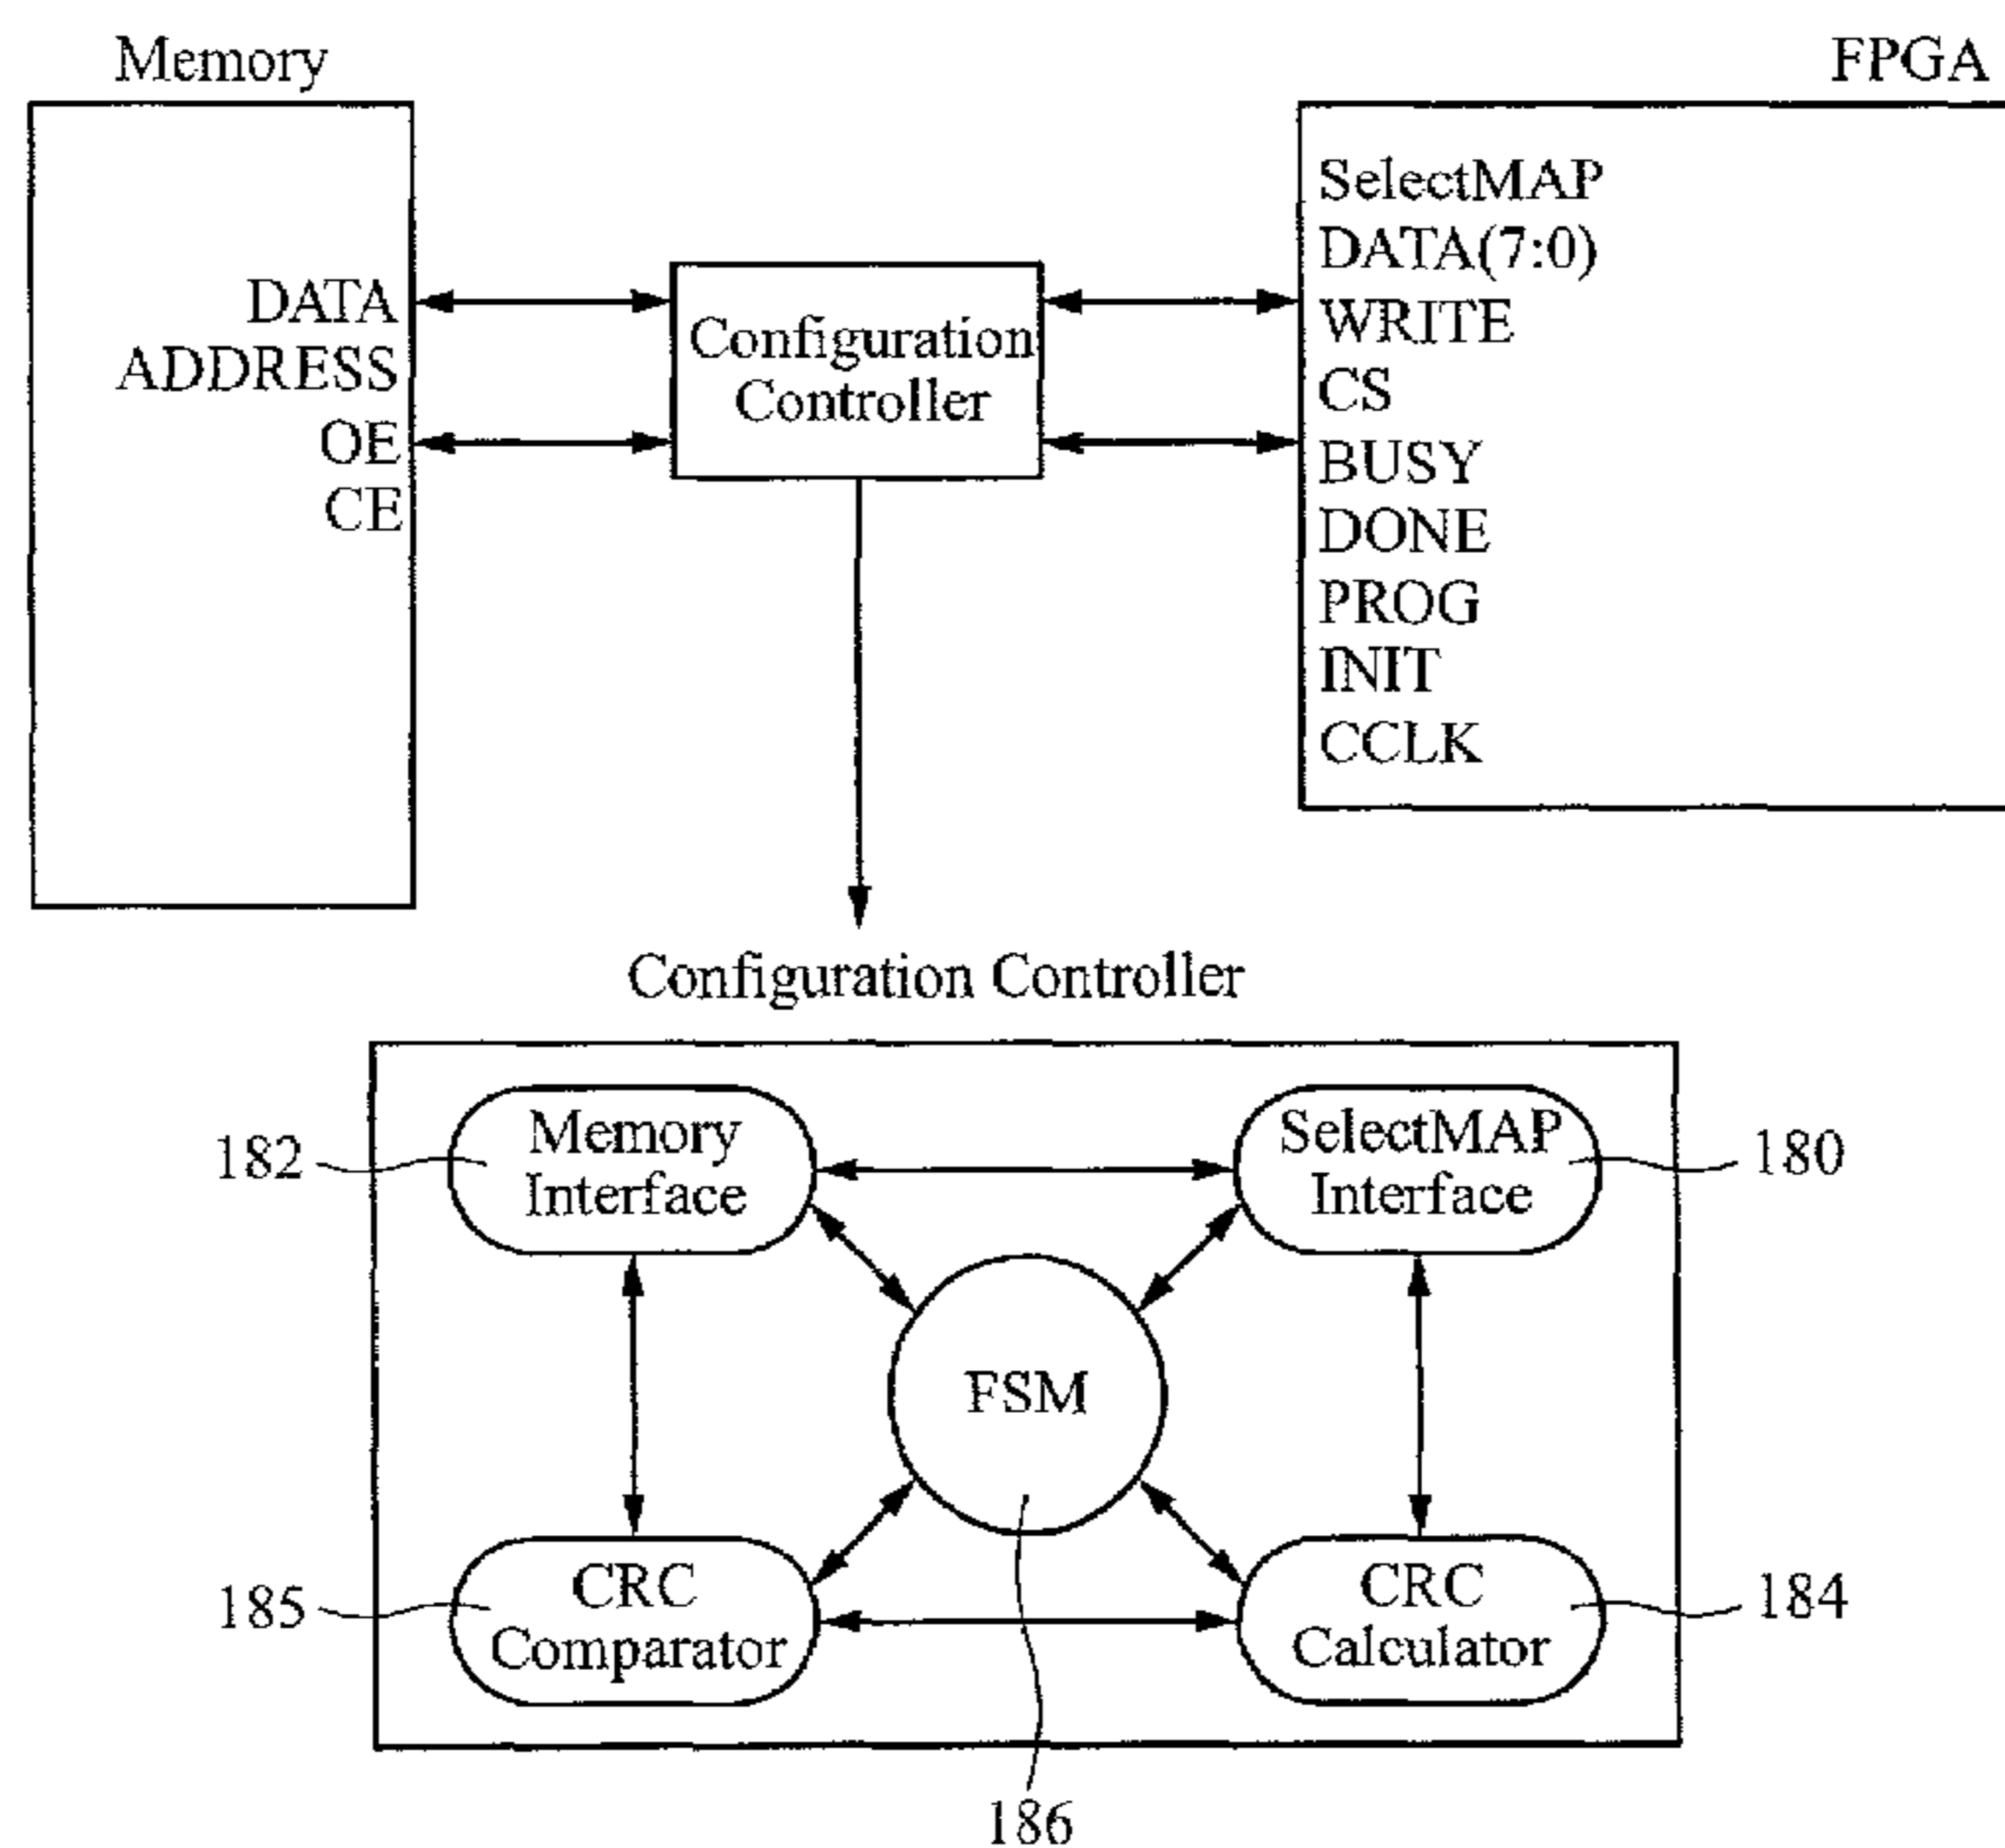 Memory
FPGA
DATA
ADDRESS
OE
CE
Configuration
Controller
SelectMAP
DATA(7:0)
WRITE
CS
BUSY
DONE
PROG
INIT
CCLK
Configuration Controller
182
Memory
Interface
SelectMAP
Interface
180
FSM
185
CRC
Comparator
CRC
Calculator
184
186